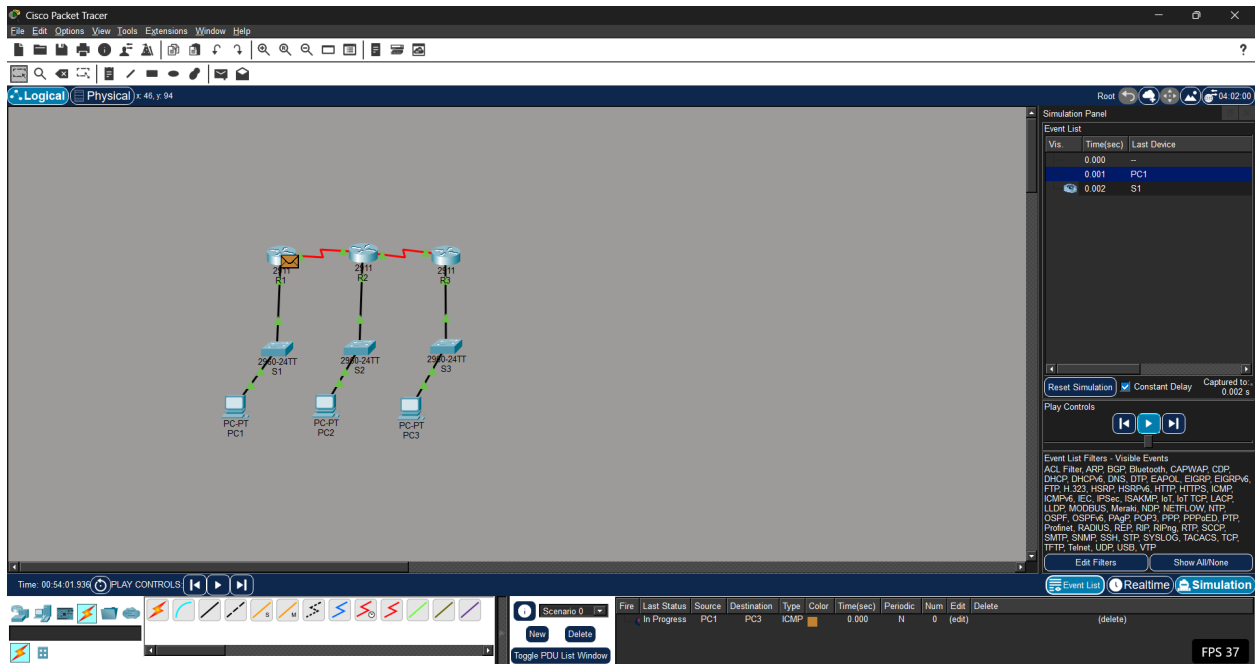 Cisco Packet Tracer
File Edit Options View Tools Extensions Window Help
?
Logical Physical x: 46, y: 94 Root 04:02:00
Simulation Panel
Event List
Vis. Time(sec) Last Device
0.000 --
0.001 PC1
0.002 S1
2911
R1
2911
R2
2911
R3
2960-24TT
S1
2960-24TT
S2
2960-24TT
S3
PC-PT
PC1
PC-PT
PC2
PC-PT
PC3
Reset Simulation Constant Delay Captured to:
0.002 s
Play Controls
Event List Filters - Visible Events
ACL Filter, ARP, BGP, Bluetooth, CAPWAP, CDP,
DHCP, DHCPv6, DNS, DTP, EAPOL, EIGRP, EIGRPv6,
FTP, H.323, HSRP, HSRPv6, HTTP, HTTPS, ICMP,
ICMPv6, IEC, IPSec, ISAKMP, IoT, IoT TCP, LACP,
LLDP, MODBUS, Meraki, NDP, NETFLOW, NTP,
OSPF, OSPFv6, PAgP, POP3, PPP, PPPoED, PTP,
Profinet, RADIUS, REP, RIP, RIPng, RTP, SCCP,
SMTP, SNMP, SSH, STP, SYSLOG, TACACS, TCP,
TFTP, Telnet, UDP, USB, VTP
Edit Filters Show All/None
Time: 00:54:01.936 PLAY CONTROLS:
Event List Realtime Simulation
Scenario 0
New Delete
Toggle PDU List Window
Fire Last Status Source Destination Type Color Time(sec) Periodic Num Edit Delete
In Progress PC1 PC3 ICMP 0.000 N 0 (edit) (delete)
FPS 37